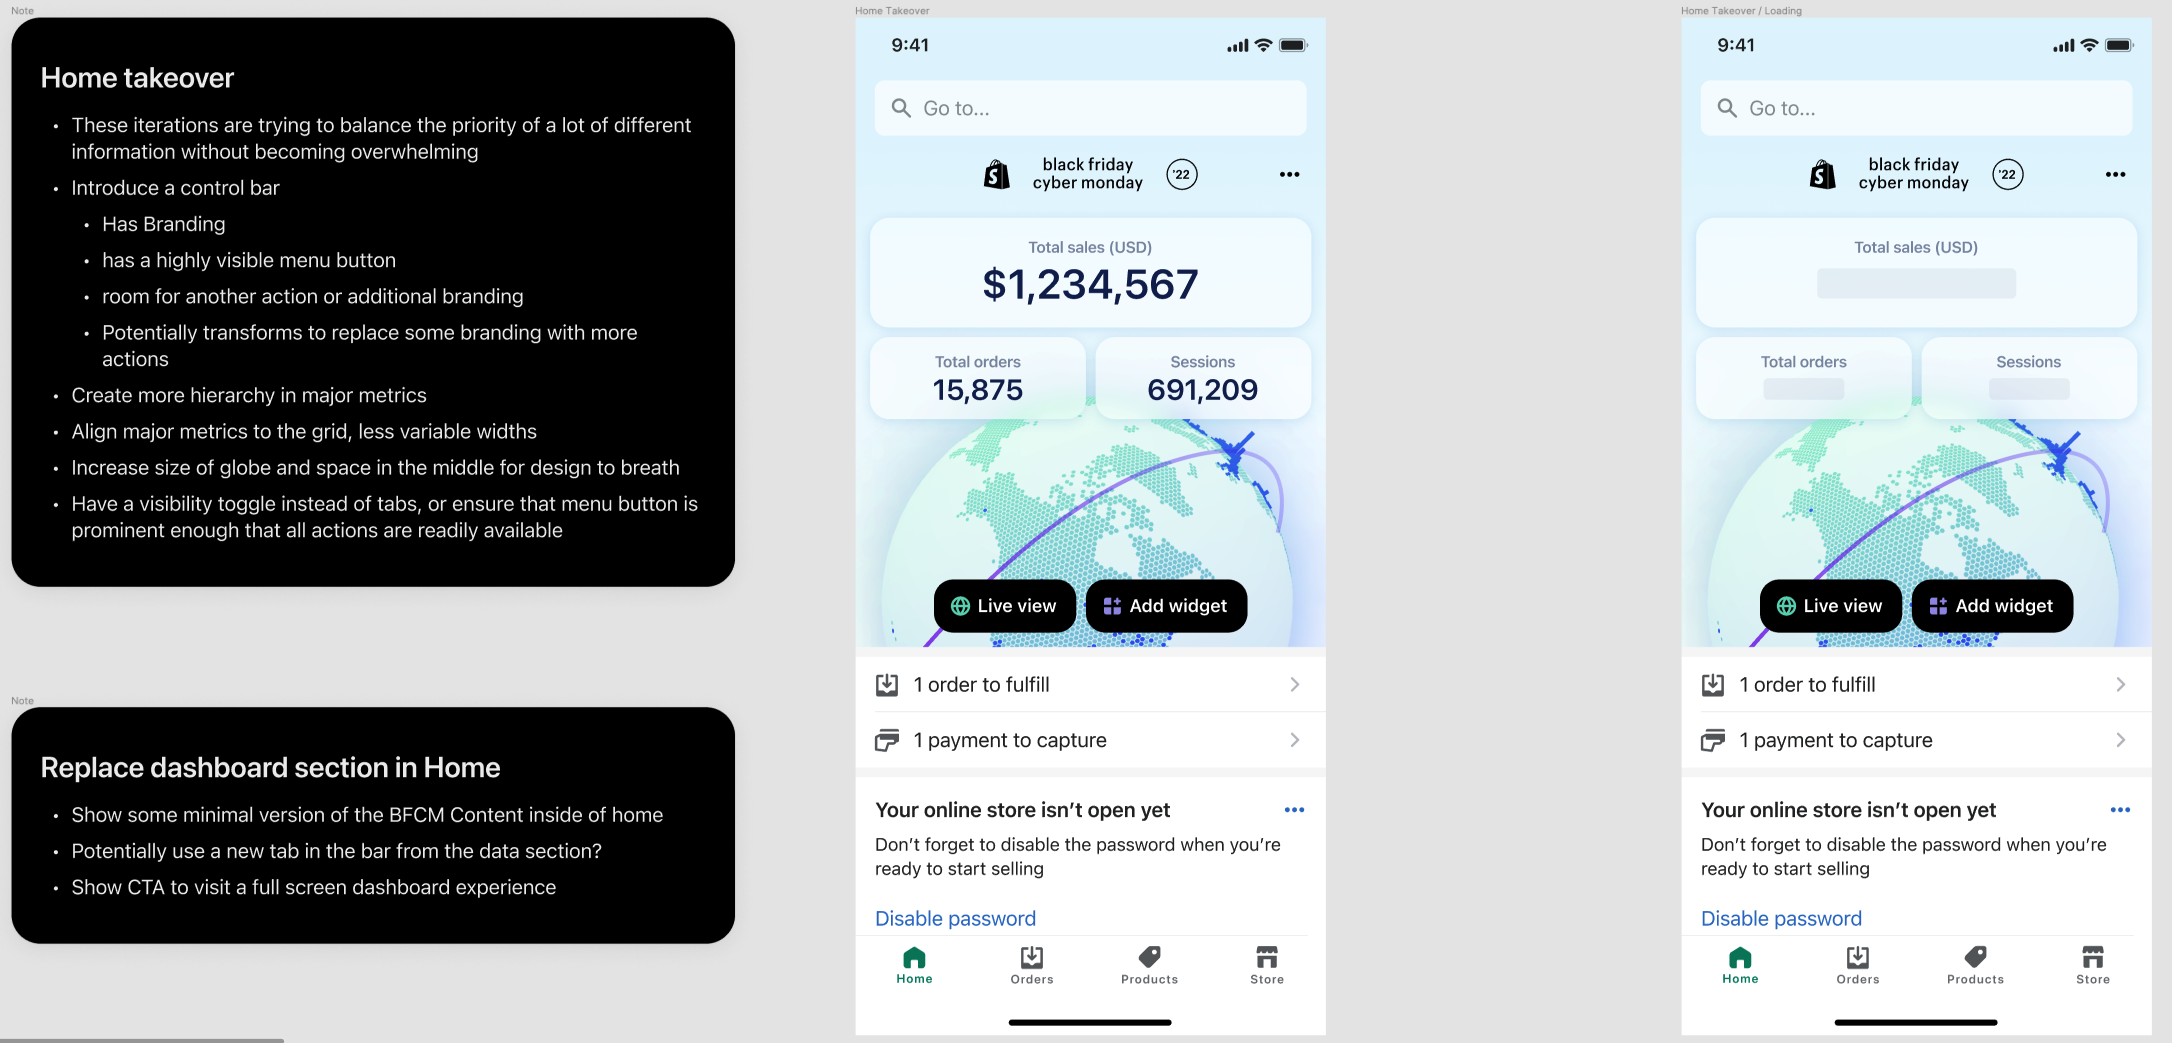 Note
Home takeover
• These iterations are trying to balance the priority of a lot of different
information without becoming overwhelming
• Introduce a control bar
• Has Branding
• has a highly visible menu button
• room for another action or additional branding
• Potentially transforms to replace some branding with more
actions
• Create more hierarchy in major metrics
• Align major metrics to the grid, less variable widths
• Increase size of globe and space in the middle for design to breath
• Have a visibility toggle instead of tabs, or ensure that menu button is
prominent enough that all actions are readily available
Note
Replace dashboard section in Home
• Show some minimal version of the BFCM Content inside of home
• Potentially use a new tab in the bar from the data section?
• Show CTA to visit a full screen dashboard experience
Home Takeover
9:41
Go to...
black friday
cyber monday
'22
Total sales (USD)
$1,234,567
Total orders
15,875
Sessions
691,209
Live view
Add widget
1 order to fulfill
1 payment to capture
Your online store isn't open yet
Don't forget to disable the password when you're
ready to start selling
Disable password
Home
Orders
Products
Store
Home Takeover / Loading
9:41
Go to...
black friday
cyber monday
'22
Total sales (USD)
Total orders
Sessions
Live view
Add widget
1 order to fulfill
1 payment to capture
Your online store isn't open yet
Don't forget to disable the password when you're
ready to start selling
Disable password
Home
Orders
Products
Store